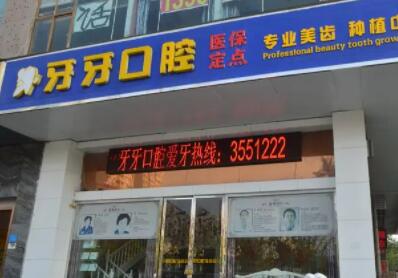 活
牙牙口腔
医保
定点
专业美齿 种植
Professional beauty tooth grow
牙牙口腔爱牙热线：3551222